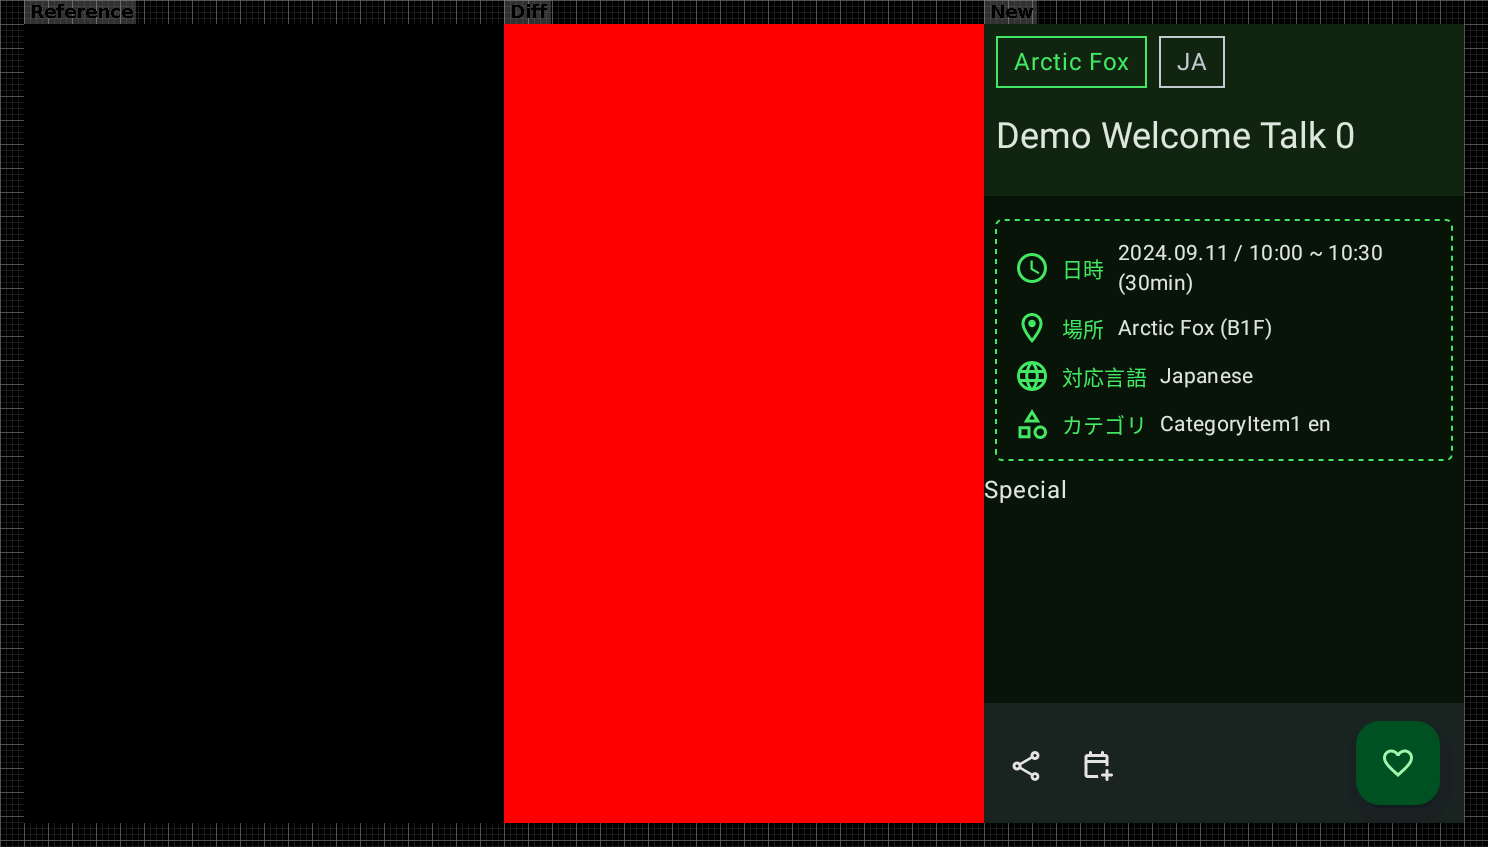 Reference
Diff
New
Arctic Fox
JA
Demo Welcome Talk 0
日時
2024.09.11 / 10:00 ~ 10:30
(30min)
場所
Arctic Fox (B1F)
対応言語
Japanese
カテゴリ
CategoryItem1 en
Special